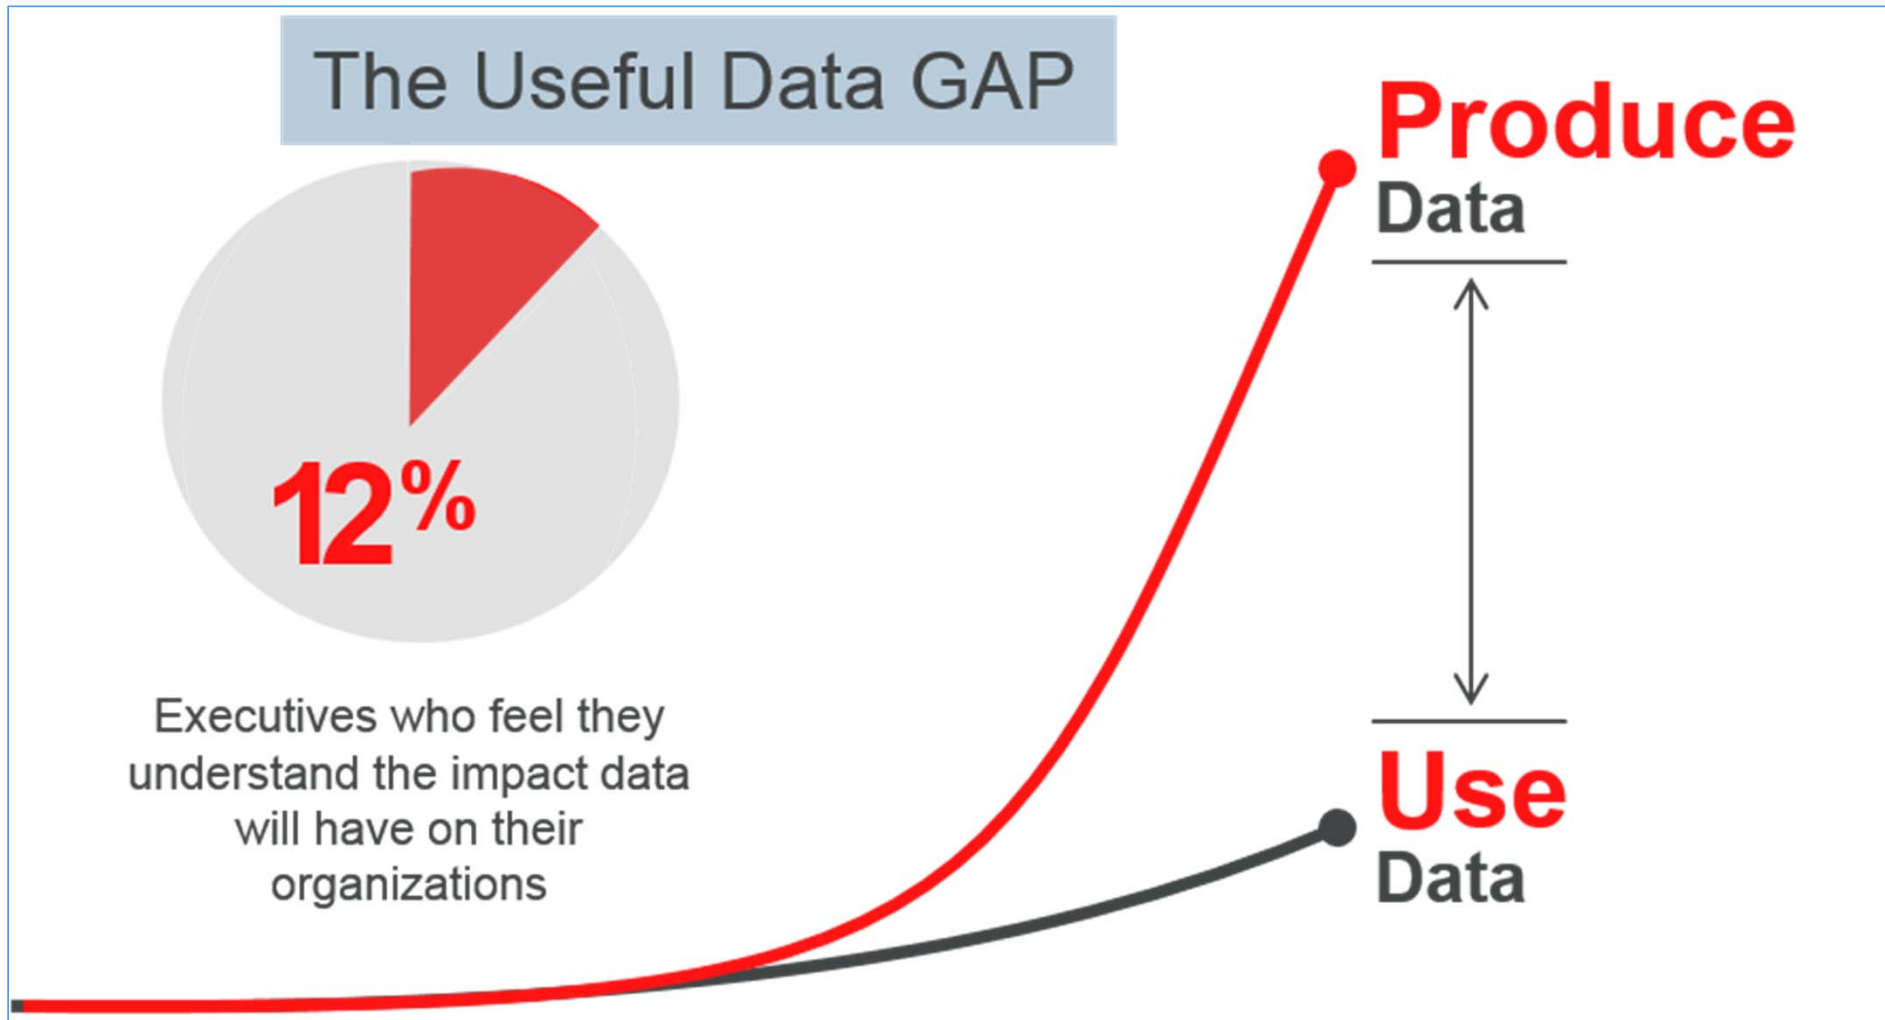 The Useful Data GAP
12%
Executives who feel they
understand the impact data
will have on their
organizations
Produce
Data
Use
Data